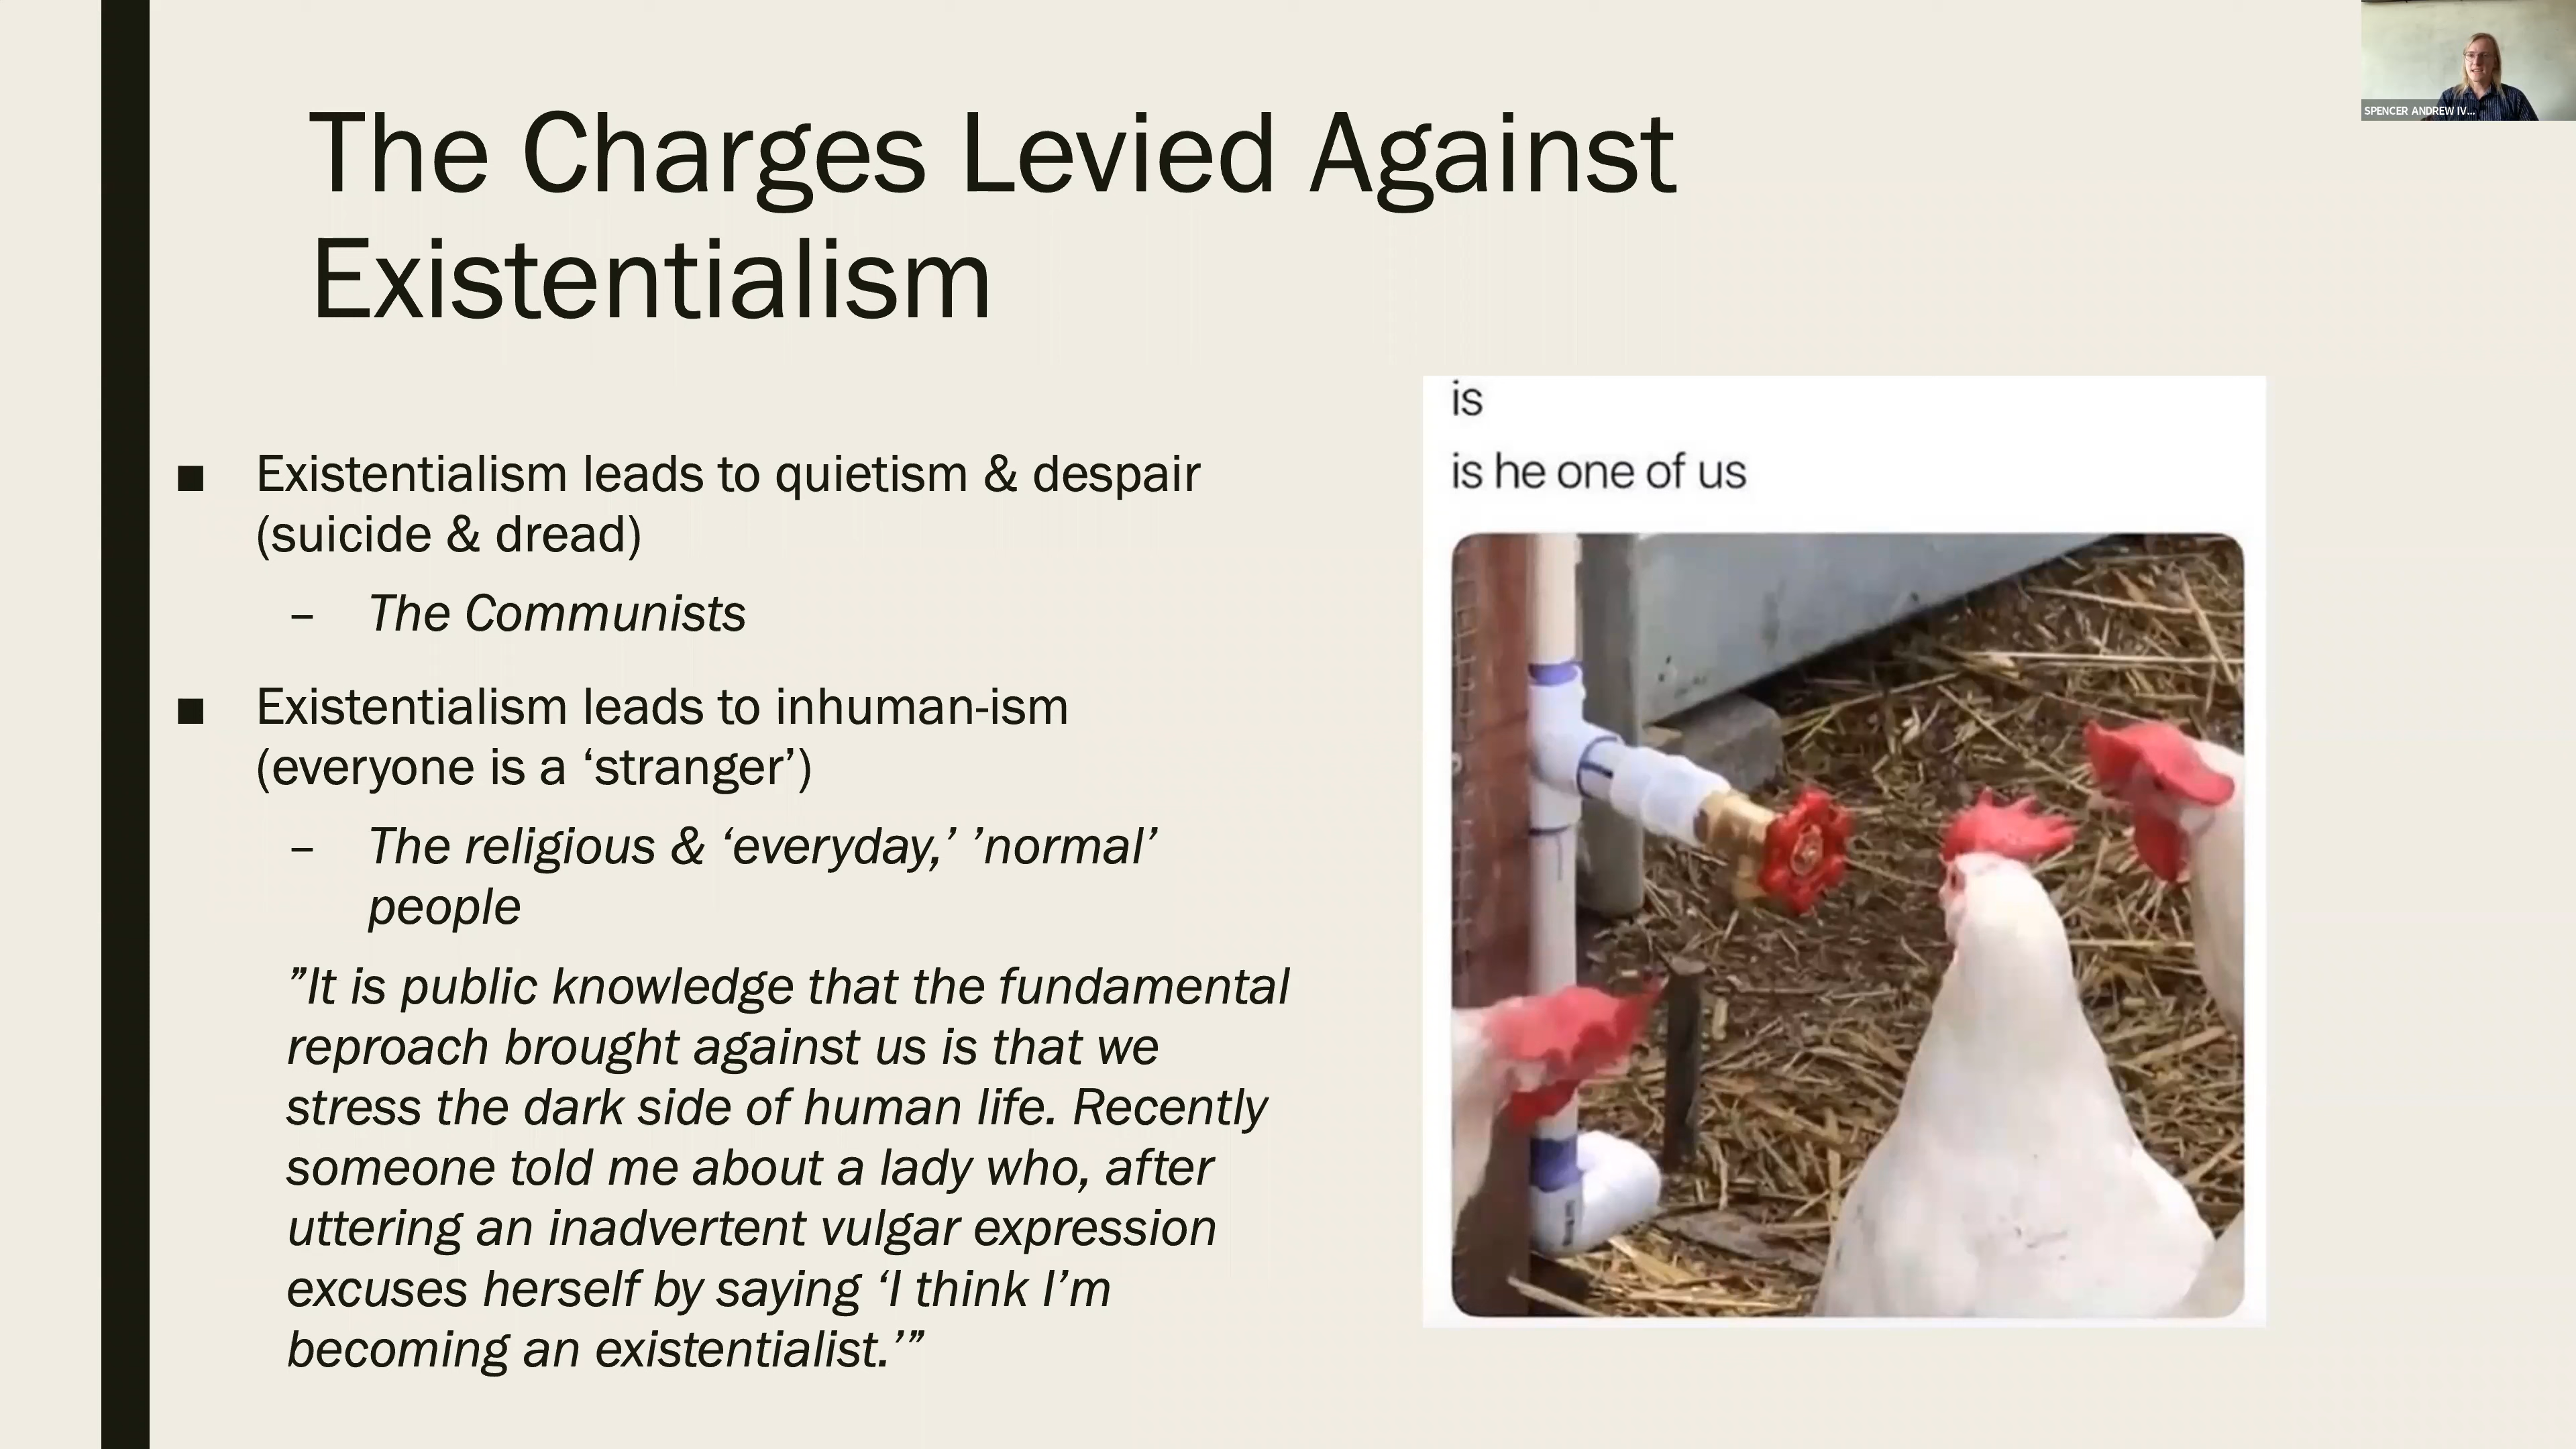 The Charges Levied Against
Existentialism
■ Existentialism leads to quietism & despair
(suicide & dread)
– The Communists
■ Existentialism leads to inhuman-ism
(everyone is a ‘stranger’)
– The religious & ‘everyday,’ ’normal’
people
”It is public knowledge that the fundamental
reproach brought against us is that we
stress the dark side of human life. Recently
someone told me about a lady who, after
uttering an inadvertent vulgar expression
excuses herself by saying ‘I think I’m
becoming an existentialist.’”
is
is he one of us
SPENCER ANDREW IV...